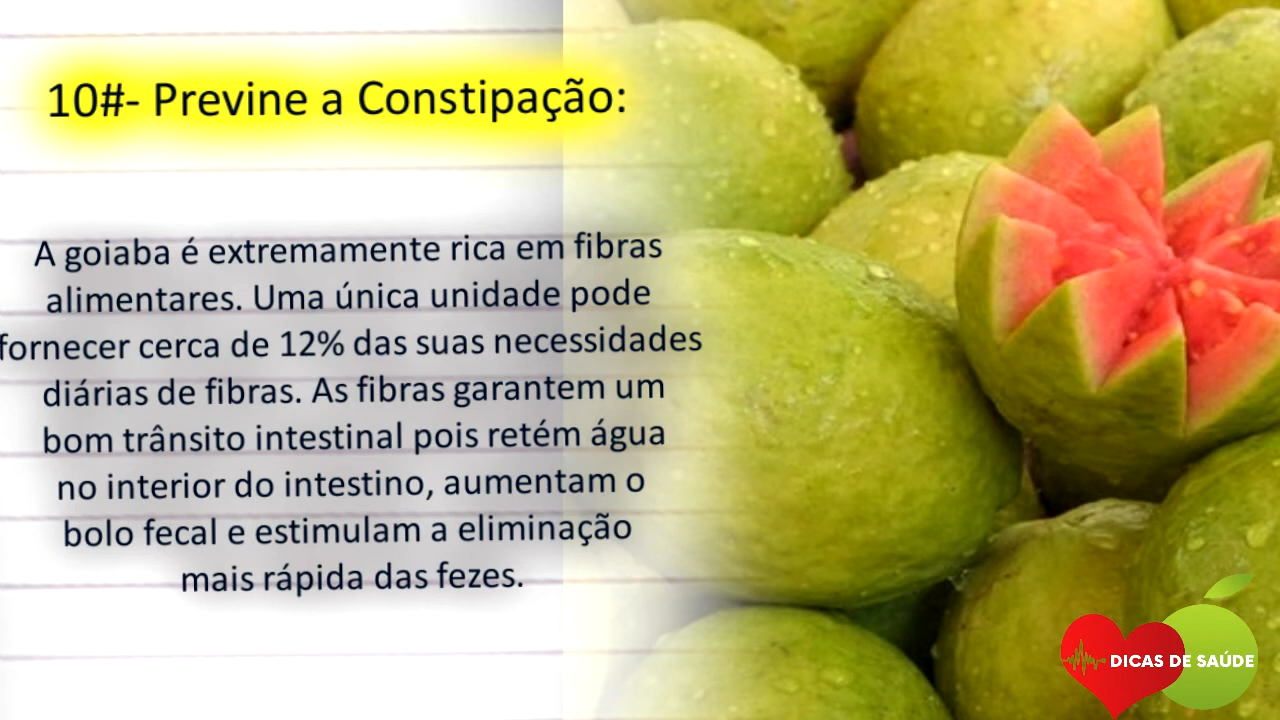 10#- Previne a Constipação:
A goiaba é extremamente rica em fibras
alimentares. Uma única unidade pode
fornecer cerca de 12% das suas necessidades
diárias de fibras. As fibras garantem um
bom trânsito intestinal pois retém água
no interior do intestino, aumentam o
bolo fecal e estimulam a eliminação
mais rápida das fezes.
DICAS DE SAÚDE